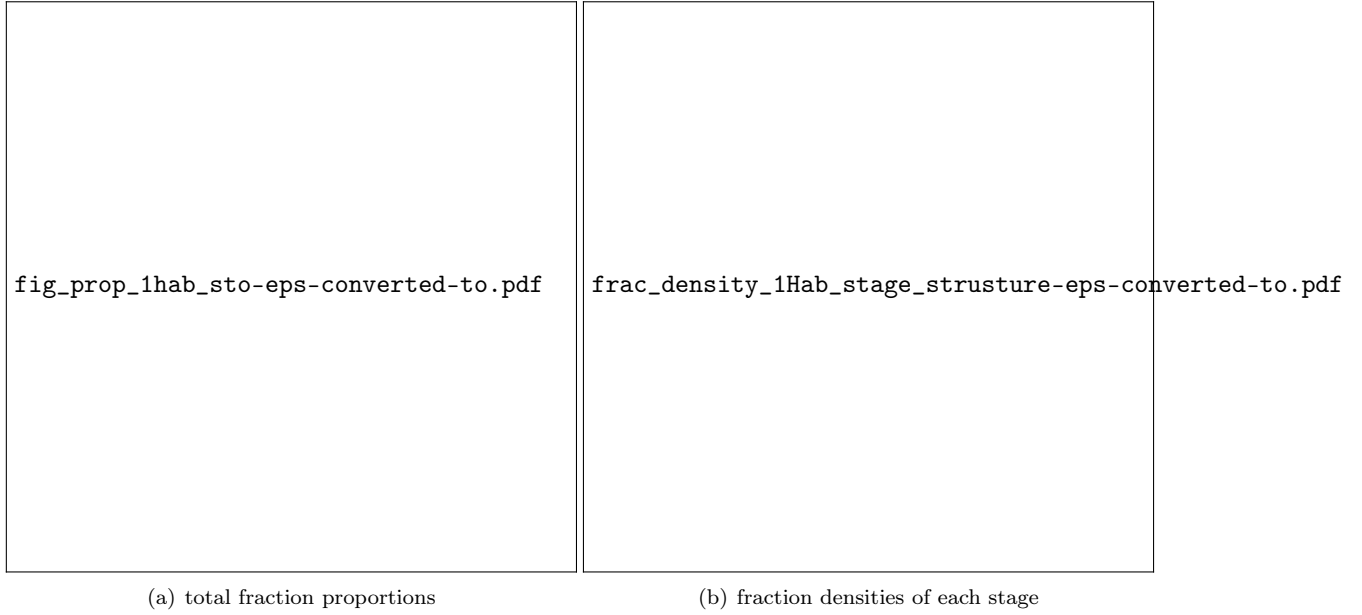 fig_prop_1hab_sto-eps-converted-to.pdf
frac_density_1Hab_stage_strusture-eps-converted-to.pdf
(a) total fraction proportions
(b) fraction densities of each stage